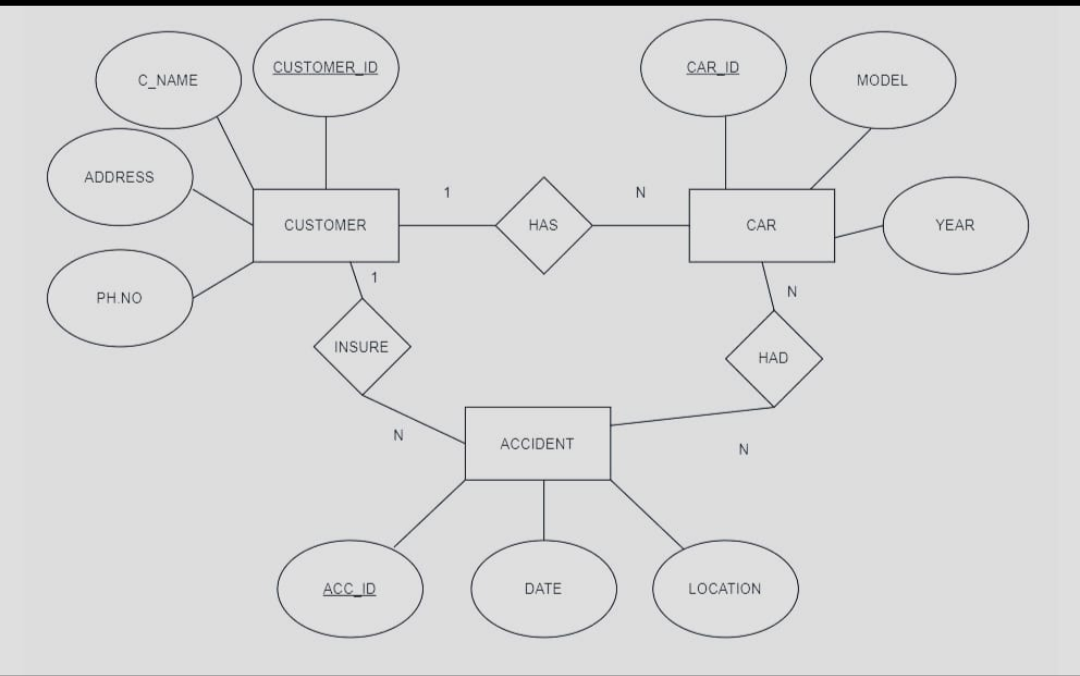 C_NAME
CUSTOMER_ID
CAR_ID
MODEL
ADDRESS
1
N
CUSTOMER
HAS
CAR
YEAR
1
N
PH.NO
INSURE
HAD
N
ACCIDENT
N
ACC_ID
DATE
LOCATION